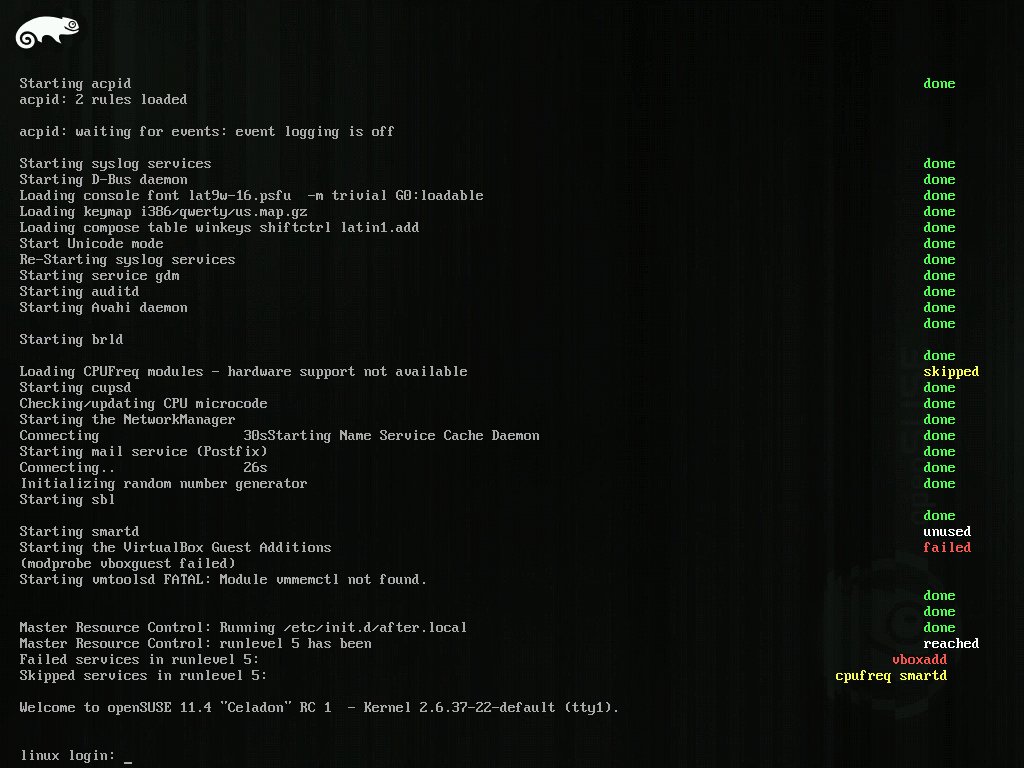 Starting acpid done
acpid: 2 rules loaded
acpid: waiting for events: event logging is off
Starting syslog services done
Starting D-Bus daemon done
Loading console font lat9w-16.psfu  -m trivial G0:loadable done
Loading keymap i386/qwerty/us.map.gz done
Loading compose table winkeys shiftctrl latin1.add done
Start Unicode mode done
Re-Starting syslog services done
Starting service gdm done
Starting auditd done
Starting Avahi daemon done
done
Starting brld
done
Loading CPUFreq modules - hardware support not available skipped
Starting cupsd done
Checking/updating CPU microcode done
Starting the NetworkManager done
Connecting 30sStarting Name Service Cache Daemon done
Starting mail service (Postfix) done
Connecting.. 26s done
Initializing random number generator done
Starting sbl
done
Starting smartd unused
Starting the VirtualBox Guest Additions failed
(modprobe vboxguest failed)
Starting vmtoolsd FATAL: Module vmmemctl not found.
done
done
Master Resource Control: Running /etc/init.d/after.local done
Master Resource Control: runlevel 5 has been reached
Failed services in runlevel 5: vboxadd
Skipped services in runlevel 5: cpufreq smartd
Welcome to openSUSE 11.4 "Celadon" RC 1  - Kernel 2.6.37-22-default (tty1).
linux login: _